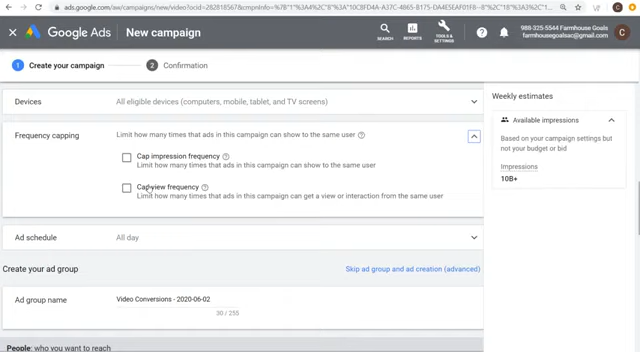 ads.google.com/aw/campaigns/new/video?ocid=282818567&cmpnInfo=%7B"1"%3A4%2C"8"%3A"10C8FD4A-A37C-4865-B175-DA4E5EAF01F8--8"%2C"18"%3A3%2C"1...
Google Ads
New campaign
SEARCH
REPORTS
TOOLS & SETTINGS
988-325-5544 Farmhouse Goals
farmhousegoalsac@gmail.com
C
1 Create your campaign
2 Confirmation
Devices
All eligible devices (computers, mobile, tablet, and TV screens)
Frequency capping
Limit how many times that ads in this campaign can show to the same user
Cap impression frequency
Limit how many times that ads in this campaign can show to the same user
Cap view frequency
Limit how many times that ads in this campaign can get a view or interaction from the same user
Ad schedule
All day
Create your ad group
Skip ad group and ad creation (advanced)
Ad group name
Video Conversions - 2020-06-02
30 / 255
People: who you want to reach
Weekly estimates
Available impressions
Based on your campaign settings but
not your budget or bid
Impressions
10B+